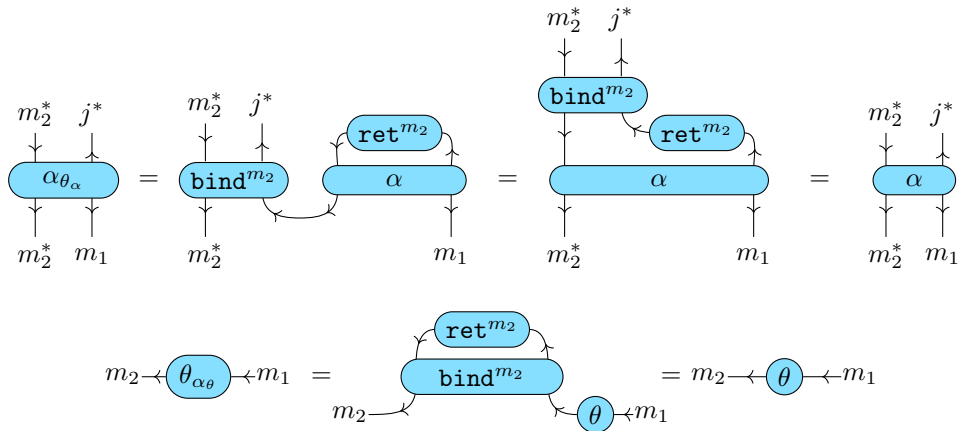 m₂* j*
m₂* j* m₂* j*
ret^{m₂} bind^{m₂} ret^{m₂}
α_{θ_α} = bind^{m₂} α = α = α
m₂* m₁ m₂* m₁ m₂* m₁ m₂* m₁
ret^{m₂}
m₂ θ_{α_θ} m₁ = bind^{m₂} = m₂ θ m₁
m₂ θ m₁